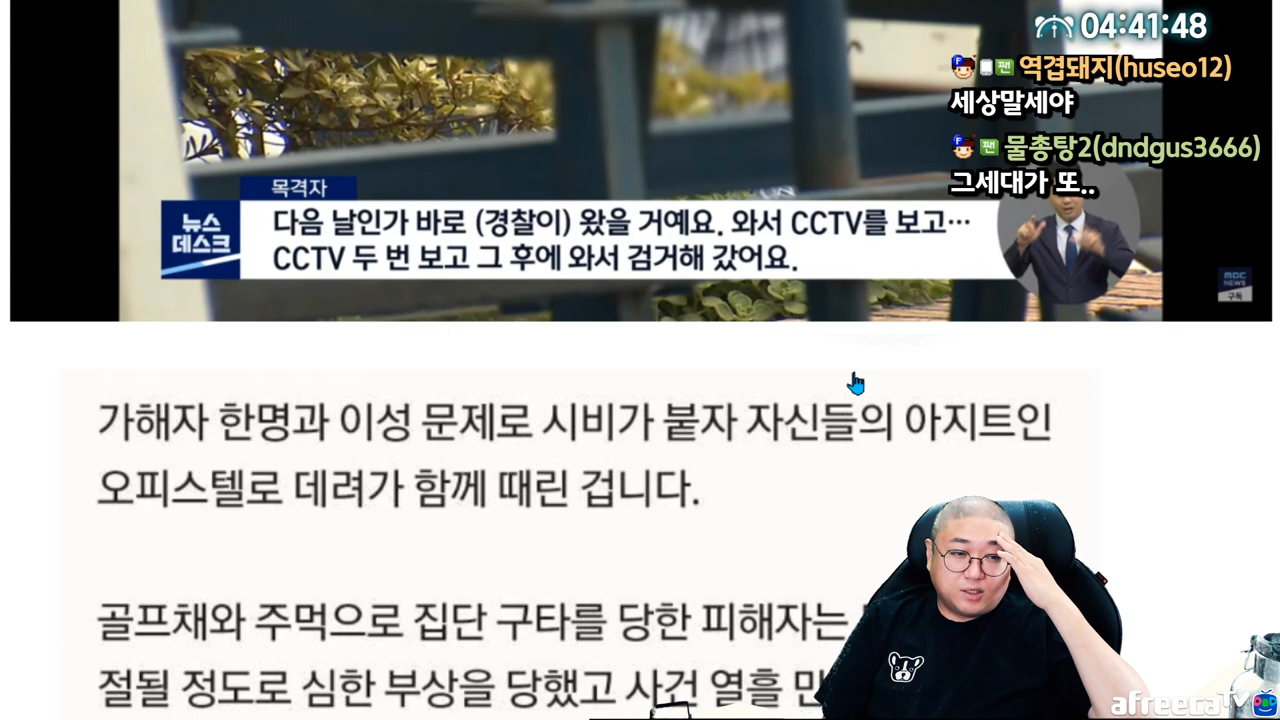 04:41:48
역겹돼지(huseo12)
세상말세야
물총탕2(dndgus3666)
그세대가 또..
목격자
뉴스
데스크
다음 날인가 바로 (경찰이) 왔을 거예요. 와서 CCTV를 보고…
CCTV 두 번 보고 그 후에 와서 검거해 갔어요.
MBC
NEWS
구독
가해자 한명과 이성 문제로 시비가 붙자 자신들의 아지트인
오피스텔로 데려가 함께 때린 겁니다.
골프채와 주먹으로 집단 구타를 당한 피해자는
절될 정도로 심한 부상을 당했고 사건 열흘 만
afreecaTV